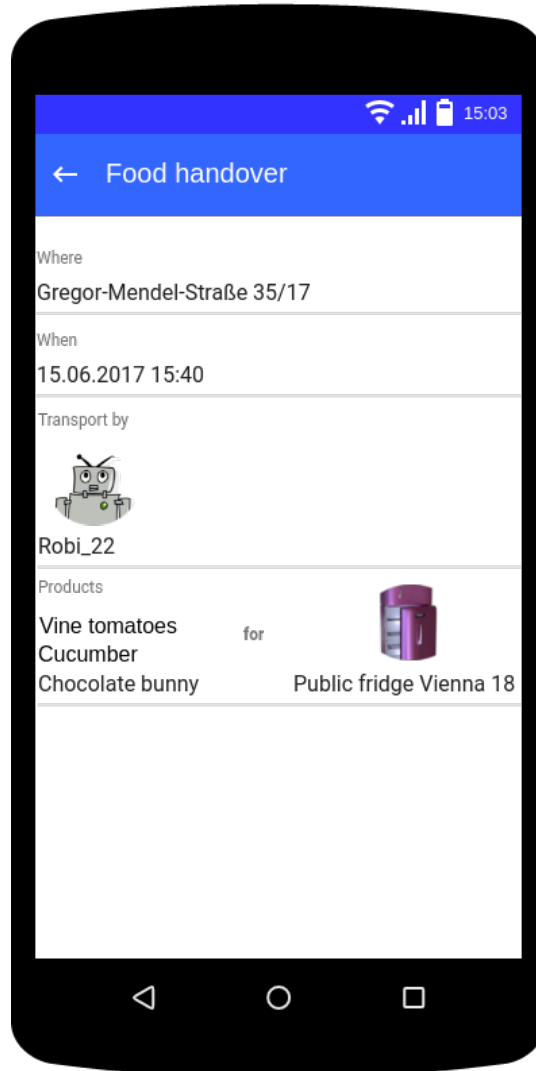 15:03
Food handover
Where
Gregor-Mendel-Straße 35/17
When
15.06.2017 15:40
Transport by
Robi_22
Products
Vine tomatoes
for
Cucumber
Chocolate bunny
Public fridge Vienna 18